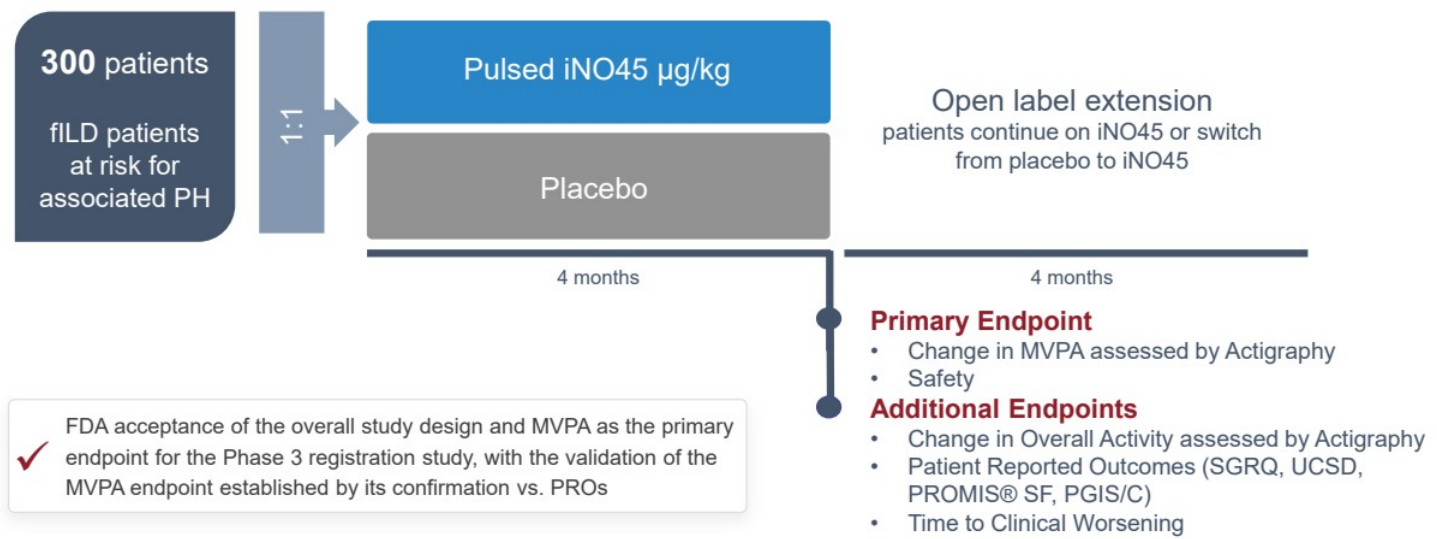 300 patients
fILD patients
at risk for
associated PH
1:1
Pulsed iNO45 µg/kg
Placebo
Open label extension
patients continue on iNO45 or switch
from placebo to iNO45
4 months
4 months
Primary Endpoint
• Change in MVPA assessed by Actigraphy
• Safety
Additional Endpoints
• Change in Overall Activity assessed by Actigraphy
• Patient Reported Outcomes (SGRQ, UCSD,
PROMIS® SF, PGIS/C)
• Time to Clinical Worsening
FDA acceptance of the overall study design and MVPA as the primary
endpoint for the Phase 3 registration study, with the validation of the
MVPA endpoint established by its confirmation vs. PROs